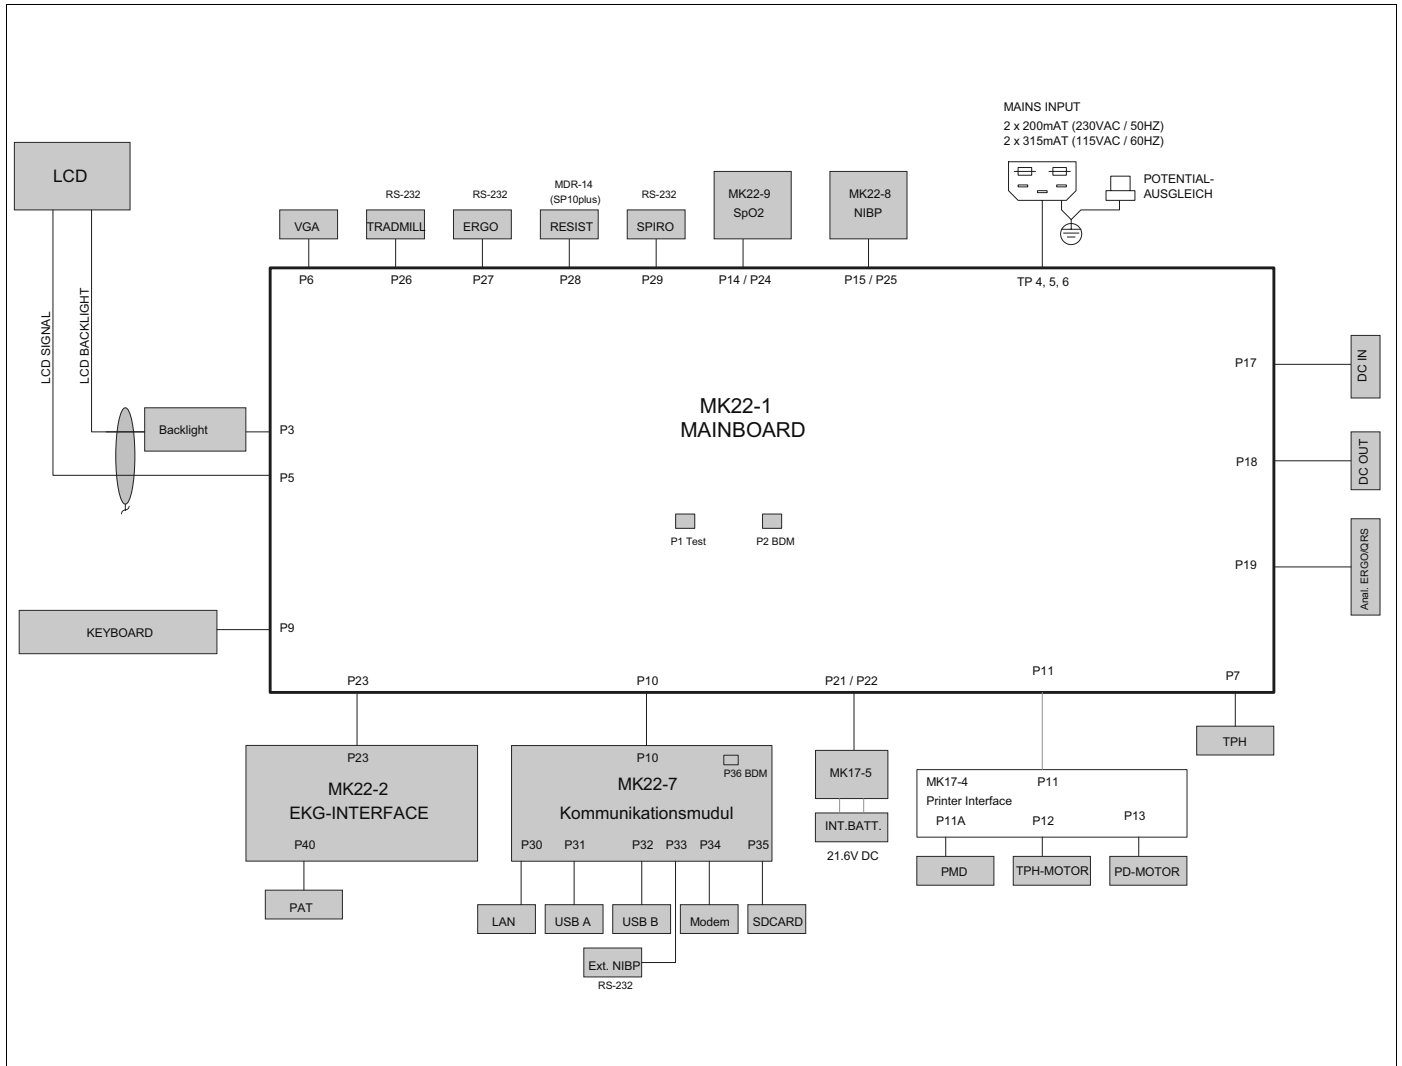 MAINS INPUT
2 x 200mAT (230VAC / 50HZ)
2 x 315mAT (115VAC / 60HZ)
POTENTIAL-
AUSGLEICH
LCD
LCD SIGNAL
LCD BACKLIGHT
VGA
RS-232
TRADMILL
RS-232
ERGO
MDR-14
(SP10plus)
RESIST
RS-232
SPIRO
MK22-9
SpO2
MK22-8
NIBP
P6
P26
P27
P28
P29
P14 / P24
P15 / P25
TP 4, 5, 6
P17
DC IN
P18
DC OUT
P19
Anal. ERGO/QRS
Backlight
P3
P5
MK22-1
MAINBOARD
P1 Test
P2 BDM
KEYBOARD
P9
P23
P10
P21 / P22
P11
P7
TPH
P23
MK22-2
EKG-INTERFACE
P40
PAT
P10
P36 BDM
MK22-7
Kommunikationsmudul
P30
P31
P32
P33
P34
P35
LAN
USB A
USB B
Modem
SDCARD
Ext. NIBP
RS-232
MK17-5
INT.BATT.
21.6V DC
MK17-4
P11
Printer Interface
P11A
P12
P13
PMD
TPH-MOTOR
PD-MOTOR